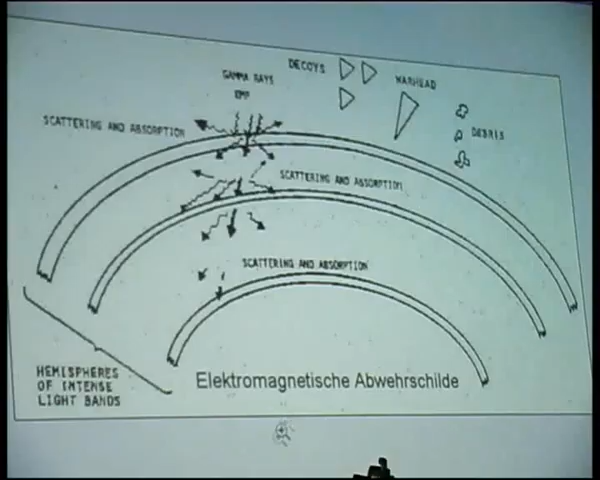 DECOYS
GAMMA RAYS
EMP
WARHEAD
SCATTERING AND ABSORPTION
DEBRIS
SCATTERING AND ABSORPTION
SCATTERING AND ABSORPTION
HEMISPHERES
OF INTENSE
LIGHT BANDS
Elektromagnetische Abwehrschilde